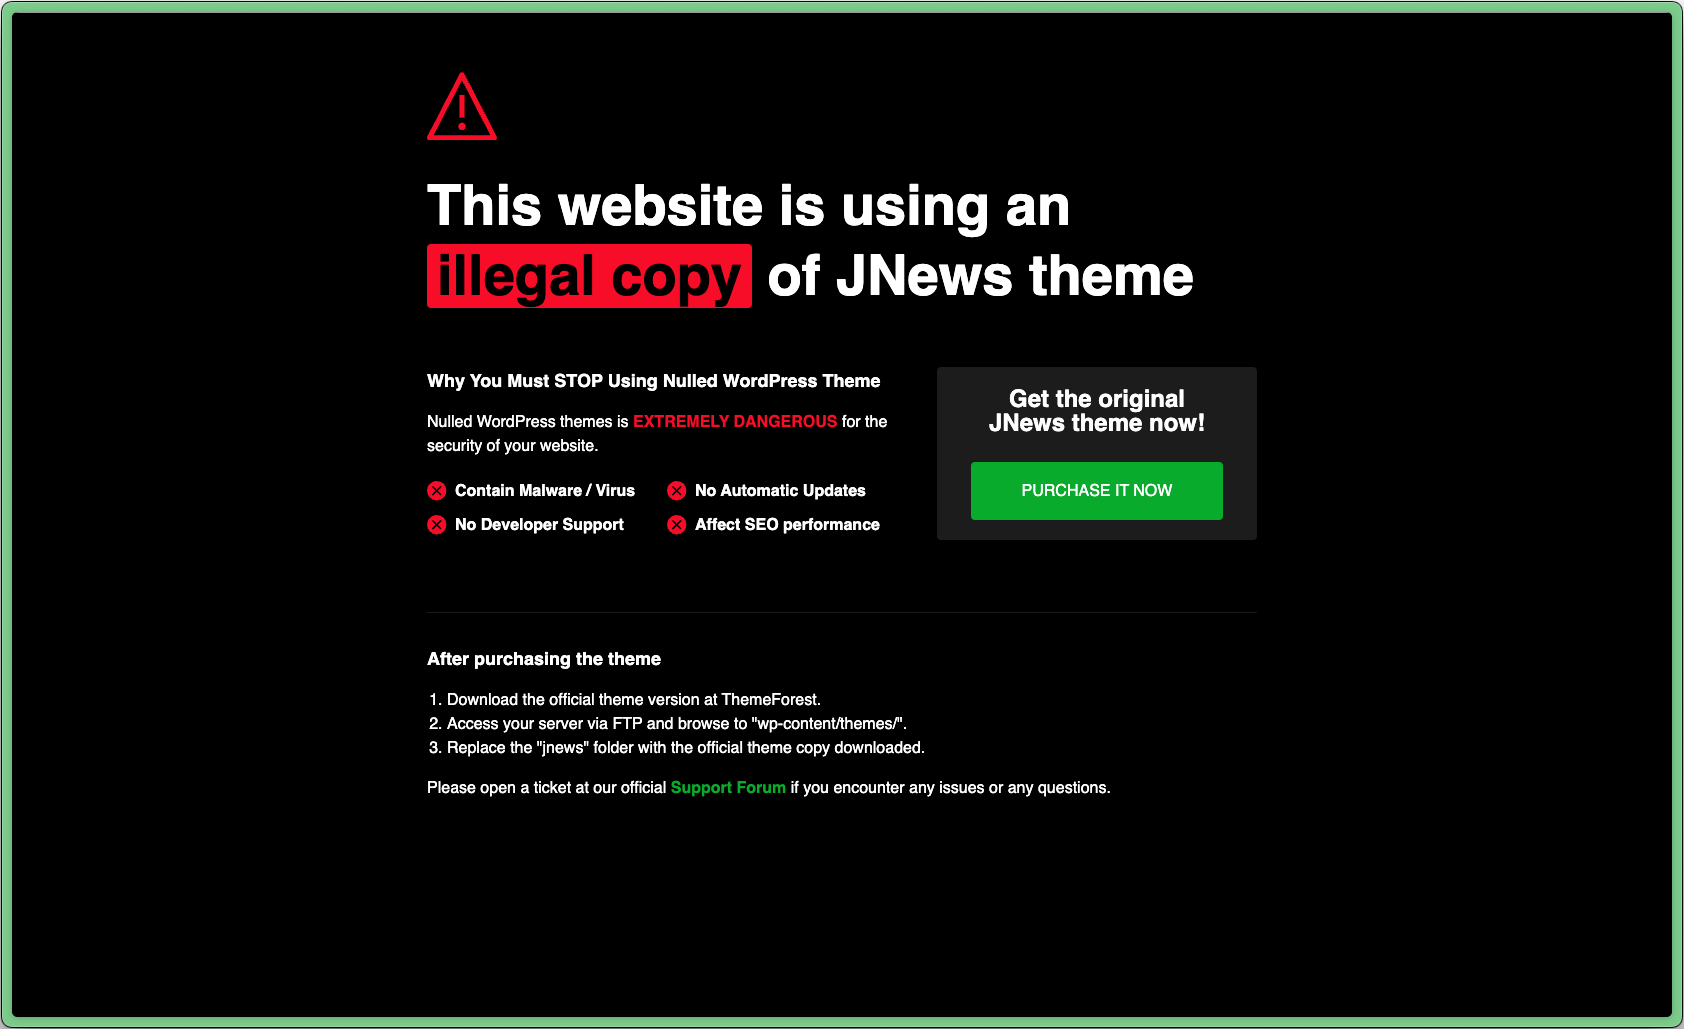 This website is using an
illegal copy of JNews theme
Why You Must STOP Using Nulled WordPress Theme
Nulled WordPress themes is EXTREMELY DANGEROUS for the
security of your website.
Contain Malware / Virus
No Automatic Updates
No Developer Support
Affect SEO performance
Get the original
JNews theme now!
PURCHASE IT NOW
After purchasing the theme
1. Download the official theme version at ThemeForest.
2. Access your server via FTP and browse to "wp-content/themes/".
3. Replace the "jnews" folder with the official theme copy downloaded.
Please open a ticket at our official Support Forum if you encounter any issues or any questions.